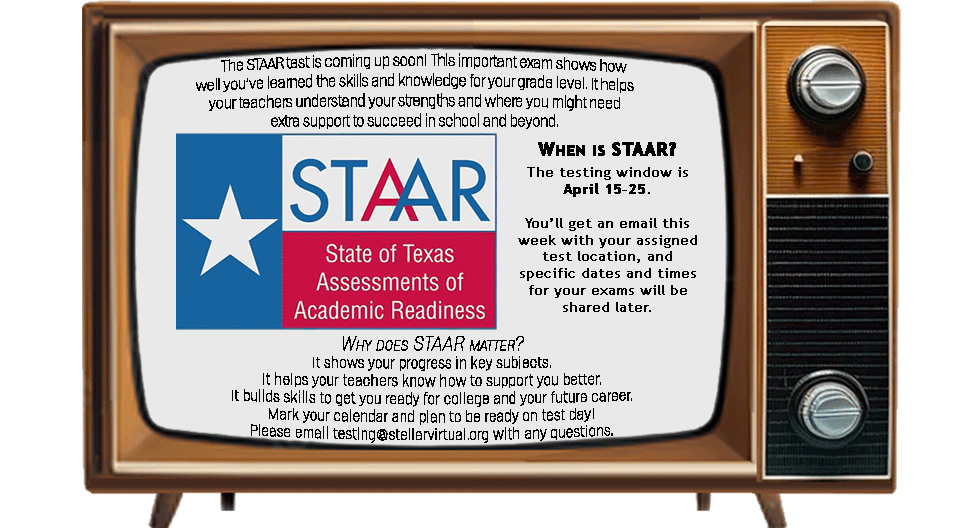 The STAAR test is coming up soon! This important exam shows how
well you've learned the skills and knowledge for your grade level. It helps
your teachers understand your strengths and where you might need
extra support to succeed in school and beyond.
STAAR
State of Texas
Assessments of
Academic Readiness
When is STAAR?
The testing window is
April 15-25.
You'll get an email this
week with your assigned
test location, and
specific dates and times
for your exams will be
shared later.
Why does STAAR matter?
It shows your progress in key subjects.
It helps your teachers know how to support you better.
It builds skills to get you ready for college and your future career.
Mark your calendar and plan to be ready on test day!
Please email testing@stellarvirtual.org with any questions.